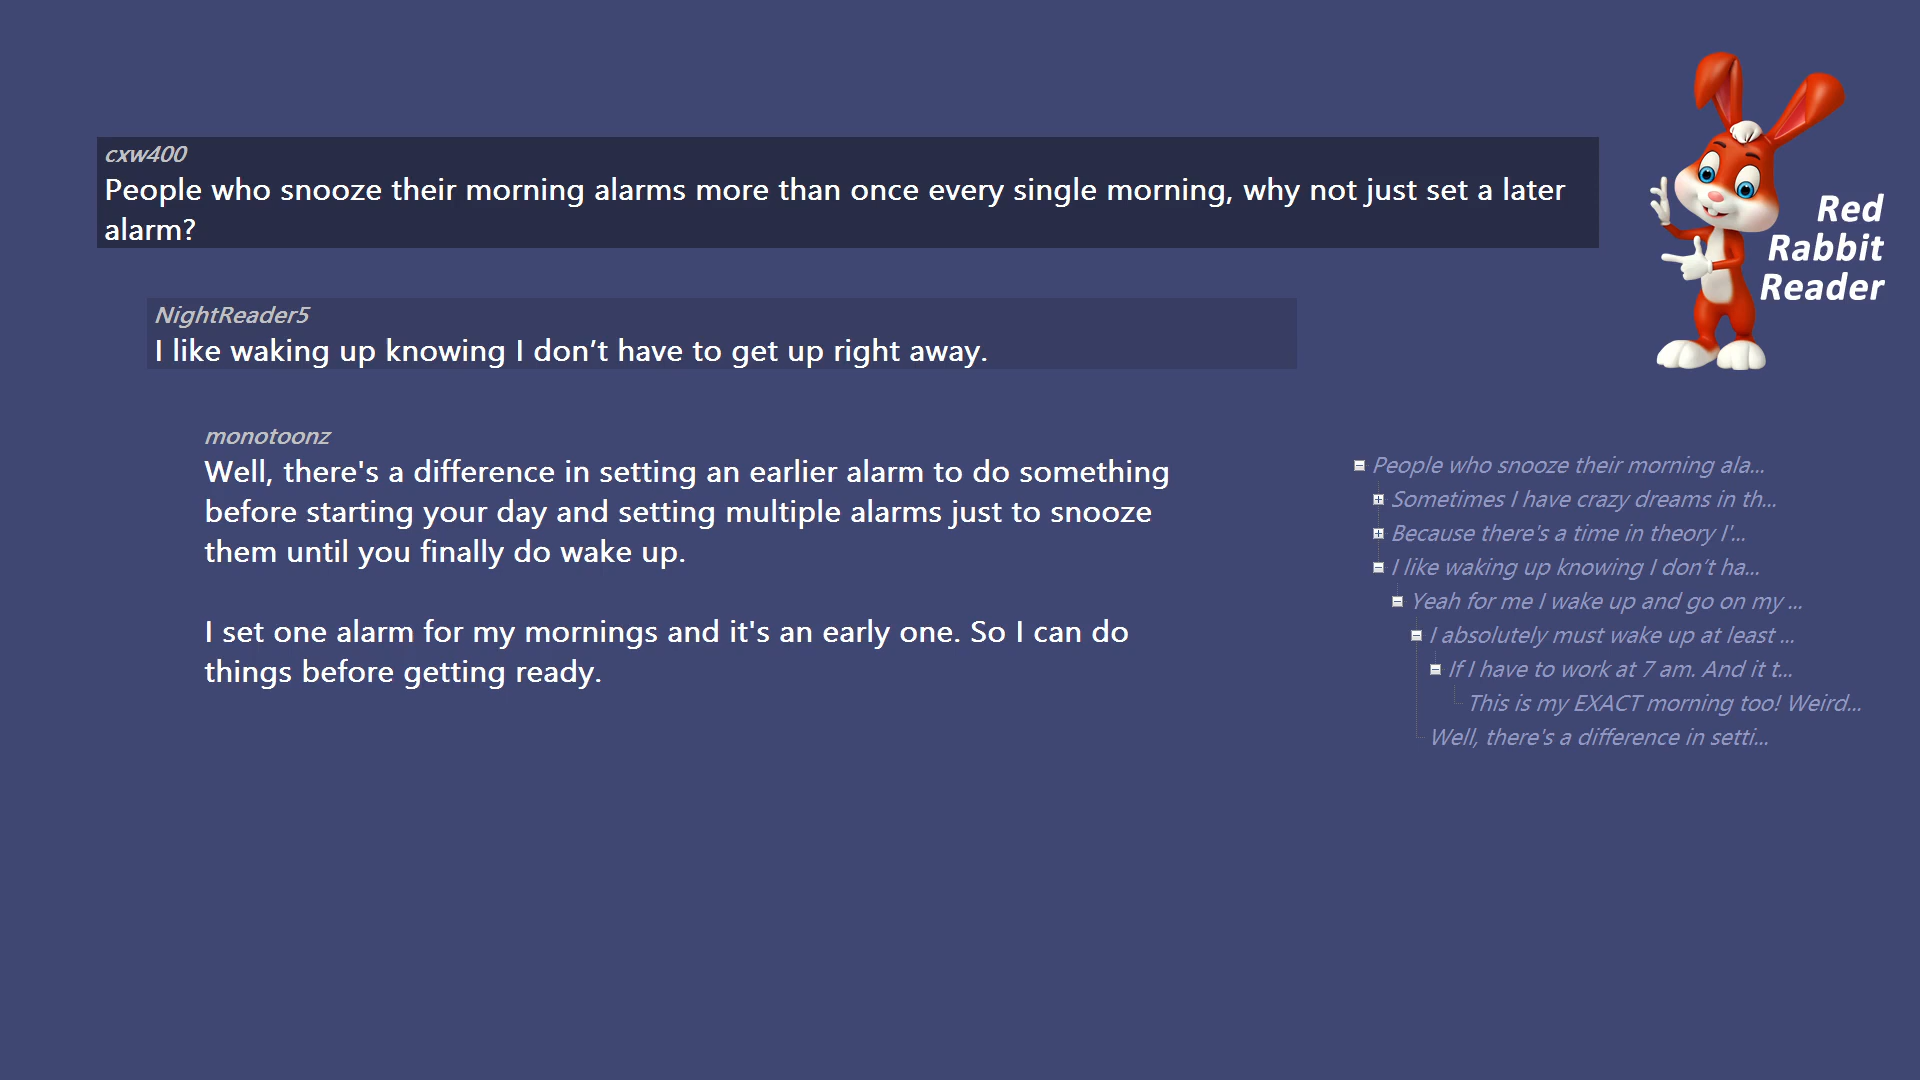 cxw400
People who snooze their morning alarms more than once every single morning, why not just set a later
alarm?
NightReader5
I like waking up knowing I don’t have to get up right away.
monotoonz
Well, there's a difference in setting an earlier alarm to do something
before starting your day and setting multiple alarms just to snooze
them until you finally do wake up.
I set one alarm for my mornings and it's an early one. So I can do
things before getting ready.
Red
Rabbit
Reader
People who snooze their morning ala...
Sometimes I have crazy dreams in th...
Because there's a time in theory I'...
I like waking up knowing I don’t ha...
Yeah for me I wake up and go on my ...
I absolutely must wake up at least ...
If I have to work at 7 am. And it t...
This is my EXACT morning too! Weird...
Well, there's a difference in setti...